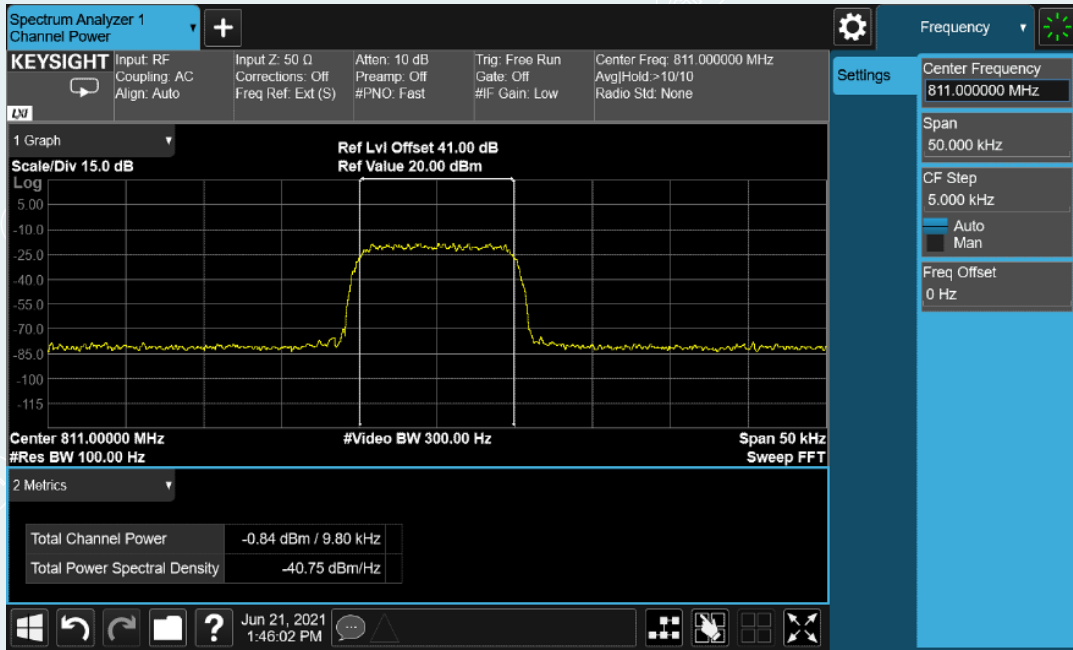 Spectrum Analyzer 1
Channel Power
+
Frequency
KEYSIGHT
LXI
Input: RF
Coupling: AC
Align: Auto
Input Z: 50 Ω
Corrections: Off
Freq Ref: Ext (S)
Atten: 10 dB
Preamp: Off
#PNO: Fast
Trig: Free Run
Gate: Off
#IF Gain: Low
Center Freq: 811.000000 MHz
Avg|Hold:>10/10
Radio Std: None
Settings
Center Frequency
811.000000 MHz
Span
50.000 kHz
CF Step
5.000 kHz
Auto
Man
Freq Offset
0 Hz
1 Graph
Scale/Div 15.0 dB
Ref Lvl Offset 41.00 dB
Ref Value 20.00 dBm
Log
5.00
-10.0
-25.0
-40.0
-55.0
-70.0
-85.0
-100
-115
Center 811.00000 MHz
#Video BW 300.00 Hz
Span 50 kHz
#Res BW 100.00 Hz
Sweep FFT
2 Metrics
Total Channel Power -0.84 dBm / 9.80 kHz
Total Power Spectral Density -40.75 dBm/Hz
?
Jun 21, 2021
1:46:02 PM